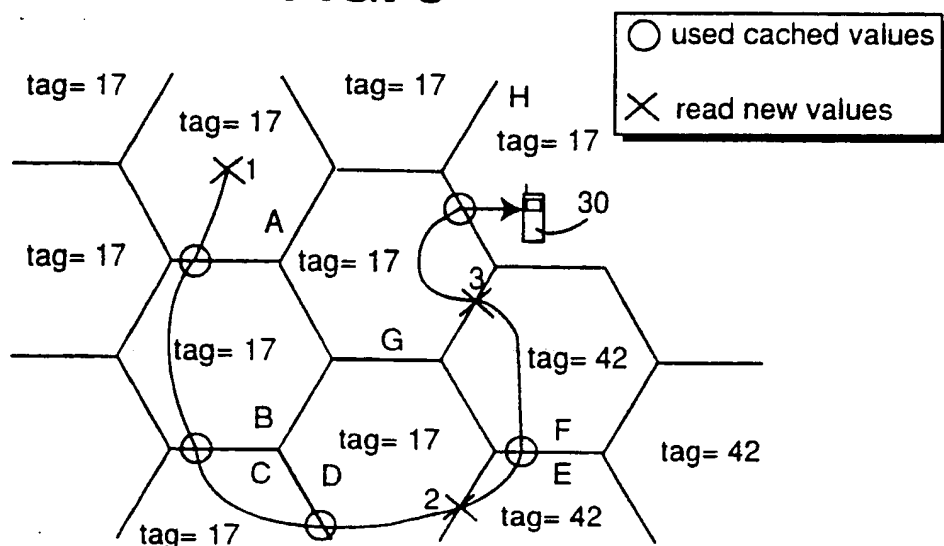 used cached values
read new values
tag= 17
tag= 17
H
tag= 17
tag= 17
1
30
A
tag= 17
tag= 17
3
tag= 17
G
tag= 42
B
F
tag= 17
tag= 42
C
D
E
2
tag= 42
tag= 17